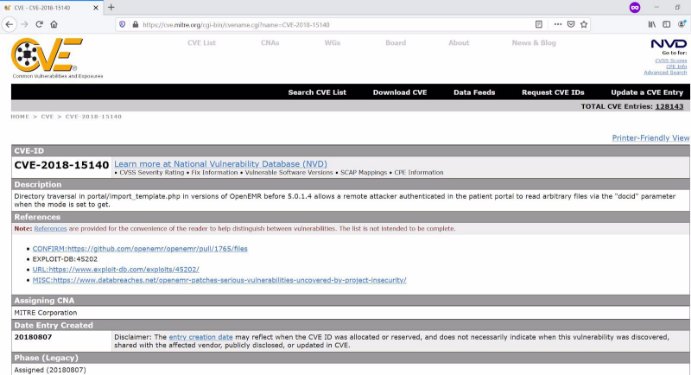 CVE - CVE-2018-15140
https://cve.mitre.org/cgi-bin/cvename.cgi?name=CVE-2018-15140
CVE
Common Vulnerabilities and Exposures
CVE List CNAs WGs Board About News & Blog
NVD
Go to for:
CVSS Scores
CPE Info
Advanced Search
Search CVE List Download CVE Data Feeds Request CVE IDs Update a CVE Entry
TOTAL CVE Entries: 128143
HOME > CVE > CVE-2018-15140
Printer-Friendly View
CVE-ID
CVE-2018-15140 Learn more at National Vulnerability Database (NVD)
• CVSS Severity Rating • Fix Information • Vulnerable Software Versions • SCAP Mappings • CPE Information
Description
Directory traversal in portal/import_template.php in versions of OpenEMR before 5.0.1.4 allows a remote attacker authenticated in the patient portal to read arbitrary files via the "docid" parameter
when the mode is set to get.
References
Note: References are provided for the convenience of the reader to help distinguish between vulnerabilities. The list is not intended to be complete.
• CONFIRM:https://github.com/openemr/openemr/pull/1765/files
• EXPLOIT-DB:45202
• URL:https://www.exploit-db.com/exploits/45202/
• MISC:https://www.databreaches.net/openemr-patches-serious-vulnerabilities-uncovered-by-project-insecurity/
Assigning CNA
MITRE Corporation
Date Entry Created
20180807 Disclaimer: The entry creation date may reflect when the CVE ID was allocated or reserved, and does not necessarily indicate when this vulnerability was discovered,
shared with the affected vendor, publicly disclosed, or updated in CVE.
Phase (Legacy)
Assigned (20180807)